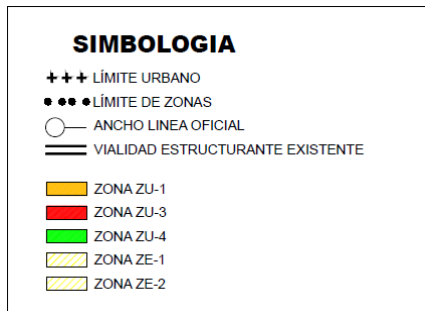 SIMBOLOGIA
LÍMITE URBANO
LÍMITE DE ZONAS
ANCHO LINEA OFICIAL
VIALIDAD ESTRUCTURANTE EXISTENTE
ZONA ZU-1
ZONA ZU-3
ZONA ZU-4
ZONA ZE-1
ZONA ZE-2